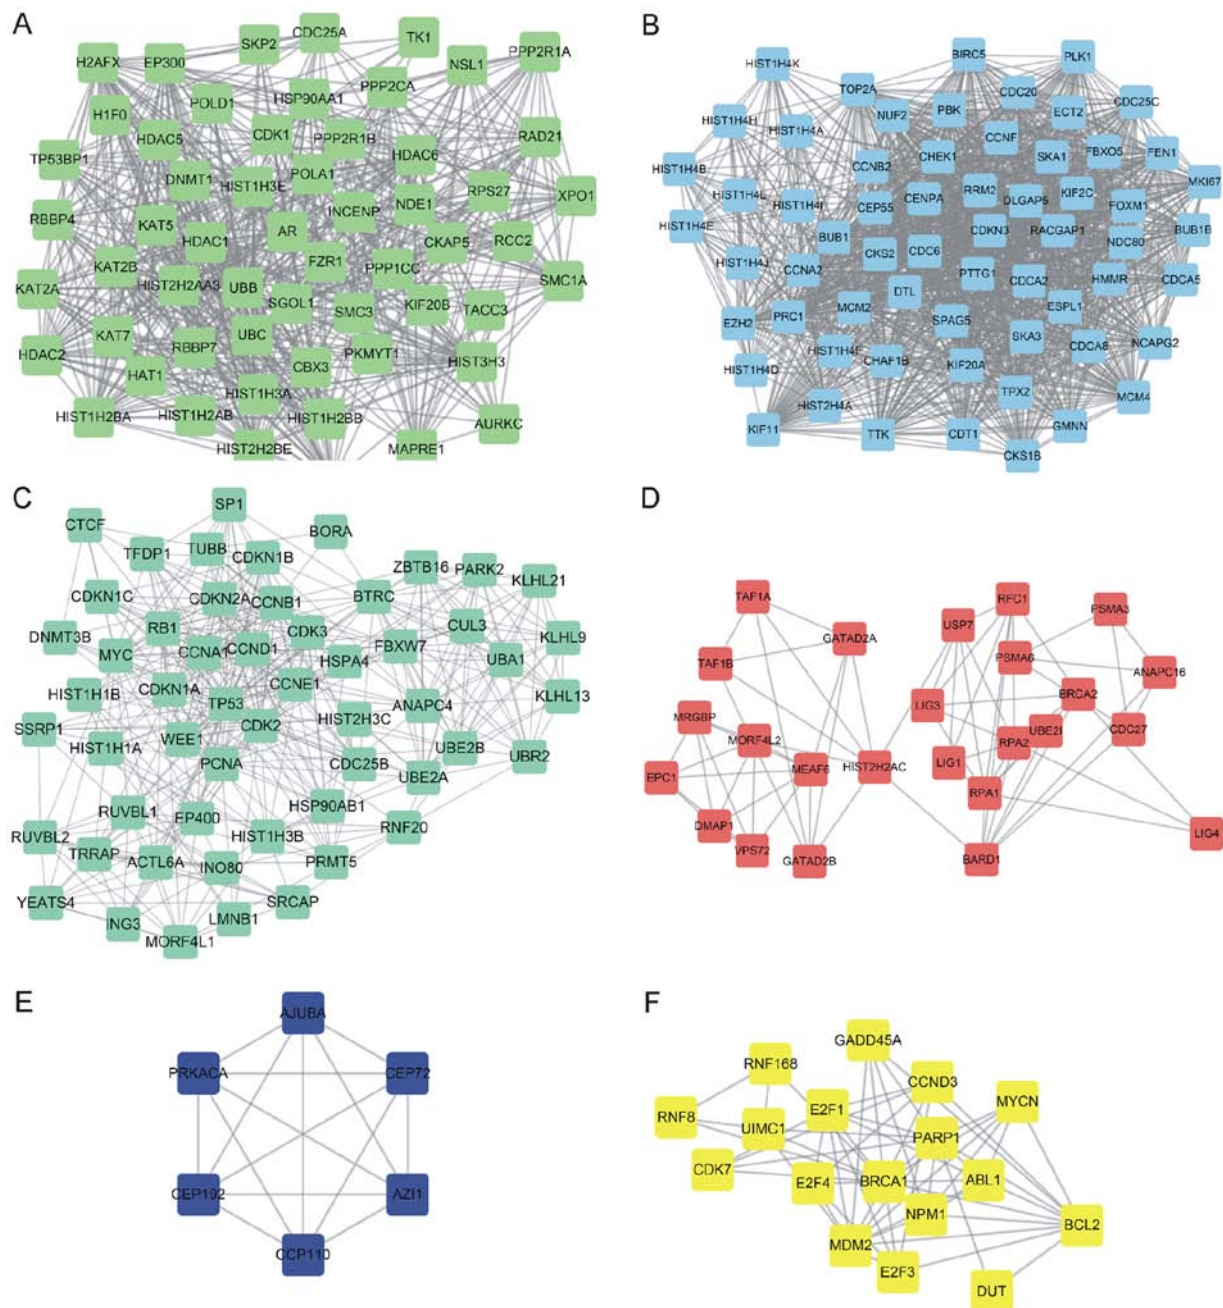 A
SKP2
CDC25A
TK1
H2AFX
EP300
NSL1
PPP2R1A
POLD1
HSP90AA1
PPP2CA
H1F0
HDAC5
CDK1
PPP2R1B
RAD21
TP53BP1
HDAC6
DNMT1
HIST1H3E
POLA1
RPS27
XPO1
RBBP4
KAT5
INCENP
NDE1
AR
HDAC1
CKAP5
RCC2
KAT2B
FZR1
PPP1CC
SMC1A
KAT2A
HIST2H2AA3
UBB
SGOL1
KIF20B
SMC3
TACC3
KAT7
UBC
HDAC2
RBBP7
PKMYT1
HIST3H3
HAT1
CBX3
HIST1H3A
HIST1H2BA
HIST1H2AB
HIST1H2BB
AURKC
HIST2H2BE
MAPRE1
B
HIST1H4K
BIRC5
PLK1
TOP2A
CDC20
CDC25C
HIST1H4H
NUF2
PBK
ECT2
HIST1H4A
CCNF
FBXO5
FEN1
HIST1H4B
CCNB2
CHEK1
SKA1
MKI67
HIST1H4L
CENPA
RRM2
KIF2C
HIST1H4I
CEP55
DLGAP5
FOXM1
HIST1H4E
BUB1
CDKN3
RACGAP1
BUB1B
CKS2
CDC6
NDC80
HIST1H4J
CCNA2
PTTG1
CDCA2
HMMR
CDCA5
DTL
MCM2
ESPL1
EZH2
PRC1
SPAG5
SKA3
NCAPG2
HIST1H4F
CDCA8
HIST1H4D
CHAF1B
KIF20A
TPX2
MCM4
HIST2H4A
KIF11
TTK
CDT1
GMNN
CKS1B
C
SP1
CTCF
BORA
TFDP1
TUBB
CDKN1B
ZBTB16
PARK2
KLHL21
CDKN1C
CDKN2A
CCNB1
BTRC
DNMT3B
RB1
CDK3
CUL3
KLHL9
MYC
CCNA1
CCND1
FBXW7
HSPA4
UBA1
HIST1H1B
CDKN1A
CCNE1
KLHL13
TP53
ANAPC4
SSRP1
HIST2H3C
HIST1H1A
WEE1
CDK2
UBE2B
UBR2
PCNA
CDC25B
UBE2A
RUVBL1
HSP90AB1
RUVBL2
EP400
HIST1H3B
RNF20
TRRAP
ACTL6A
INO80
PRMT5
YEATS4
SRCAP
ING3
LMNB1
MORF4L1
D
TAF1A
RFC1
PSMA3
GATAD2A
USP7
TAF1B
PSMA6
ANAPC16
BRCA2
LIG3
MRGBP
UBE2I
CDC27
MORF4L2
RPA2
EPC1
MEAF6
HIST2H2AC
LIG1
RPA1
DMAP1
LIG4
VPS72
GATAD2B
BARD1
E
AJUBA
PRKACA
CEP72
CEP192
AZI1
CCP110
F
GADD45A
RNF168
CCND3
MYCN
RNF8
E2F1
UIMC1
PARP1
CDK7
E2F4
BRCA1
ABL1
NPM1
BCL2
MDM2
E2F3
DUT